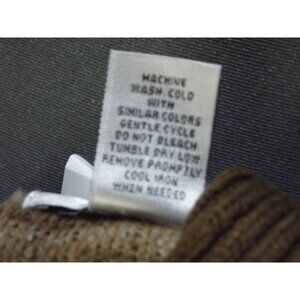 MACHINE
WASH COLD
WITH
SIMILAR COLORS
GENTLE CYCLE
DO NOT BLEACH
TUMBLE DRY LOW
REMOVE PROMPTLY
COOL IRON
WHEN NEEDED